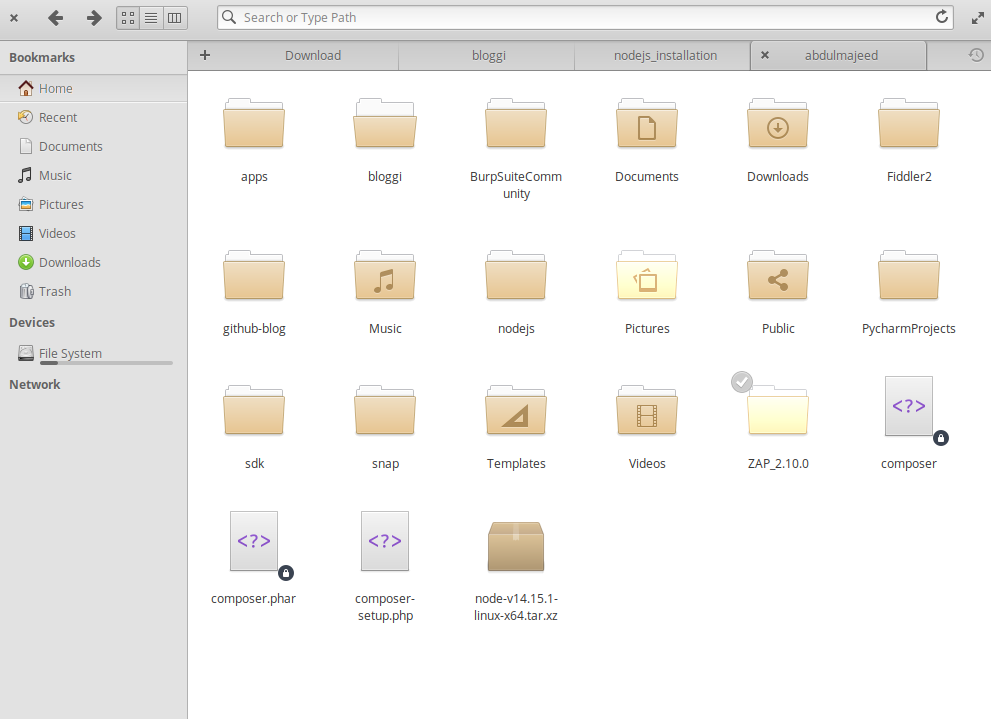 Search or Type Path
Bookmarks
Home
Recent
Documents
Music
Pictures
Videos
Downloads
Trash
Devices
File System
Network
Download
bloggi
nodejs_installation
abdulmajeed
apps
bloggi
BurpSuiteComm
unity
Documents
Downloads
Fiddler2
github-blog
Music
nodejs
Pictures
Public
PycharmProjects
sdk
snap
Templates
Videos
ZAP_2.10.0
<?>
composer
<?>
composer.phar
<?>
composer-
setup.php
node-v14.15.1-
linux-x64.tar.xz